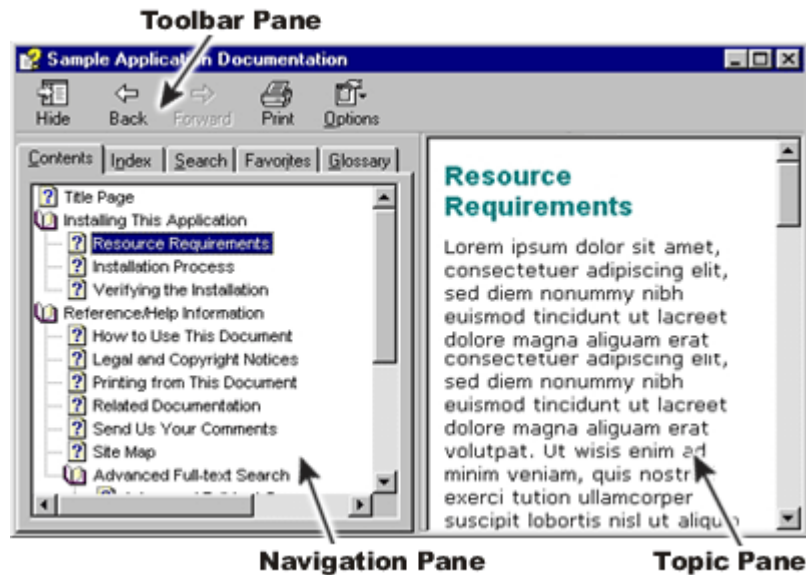 Toolbar Pane
Sample Application Documentation
Hide Back Forward Print Options
Contents Index Search Favorites Glossary
Title Page
Installing This Application
Resource Requirements
Installation Process
Verifying the Installation
Reference/Help Information
How to Use This Document
Legal and Copyright Notices
Printing from This Document
Related Documentation
Send Us Your Comments
Site Map
Advanced Full-text Search
Resource
Requirements
Lorem ipsum dolor sit amet,
consectetuer adipiscing elit,
sed diem nonummy nibh
euismod tincidunt ut lacreet
dolore magna aliguam erat
consectetuer adipiscing elit,
sed diem nonummy nibh
euismod tincidunt ut lacreet
dolore magna aliguam erat
volutpat. Ut wisis enim ad
minim veniam, quis nostr
exerci tution ullamcorper
suscipit lobortis nisl ut
Navigation Pane
Topic Pane